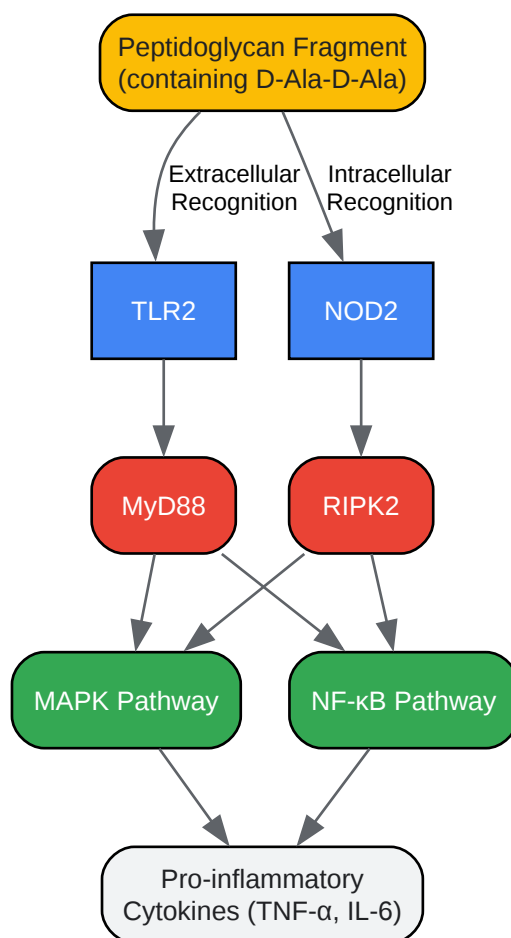 Peptidoglycan Fragment
(containing D-Ala-D-Ala)
Extracellular
Recognition
Intracellular
Recognition
TLR2
NOD2
MyD88
RIPK2
MAPK Pathway
NF-κB Pathway
Pro-inflammatory
Cytokines (TNF-α, IL-6)